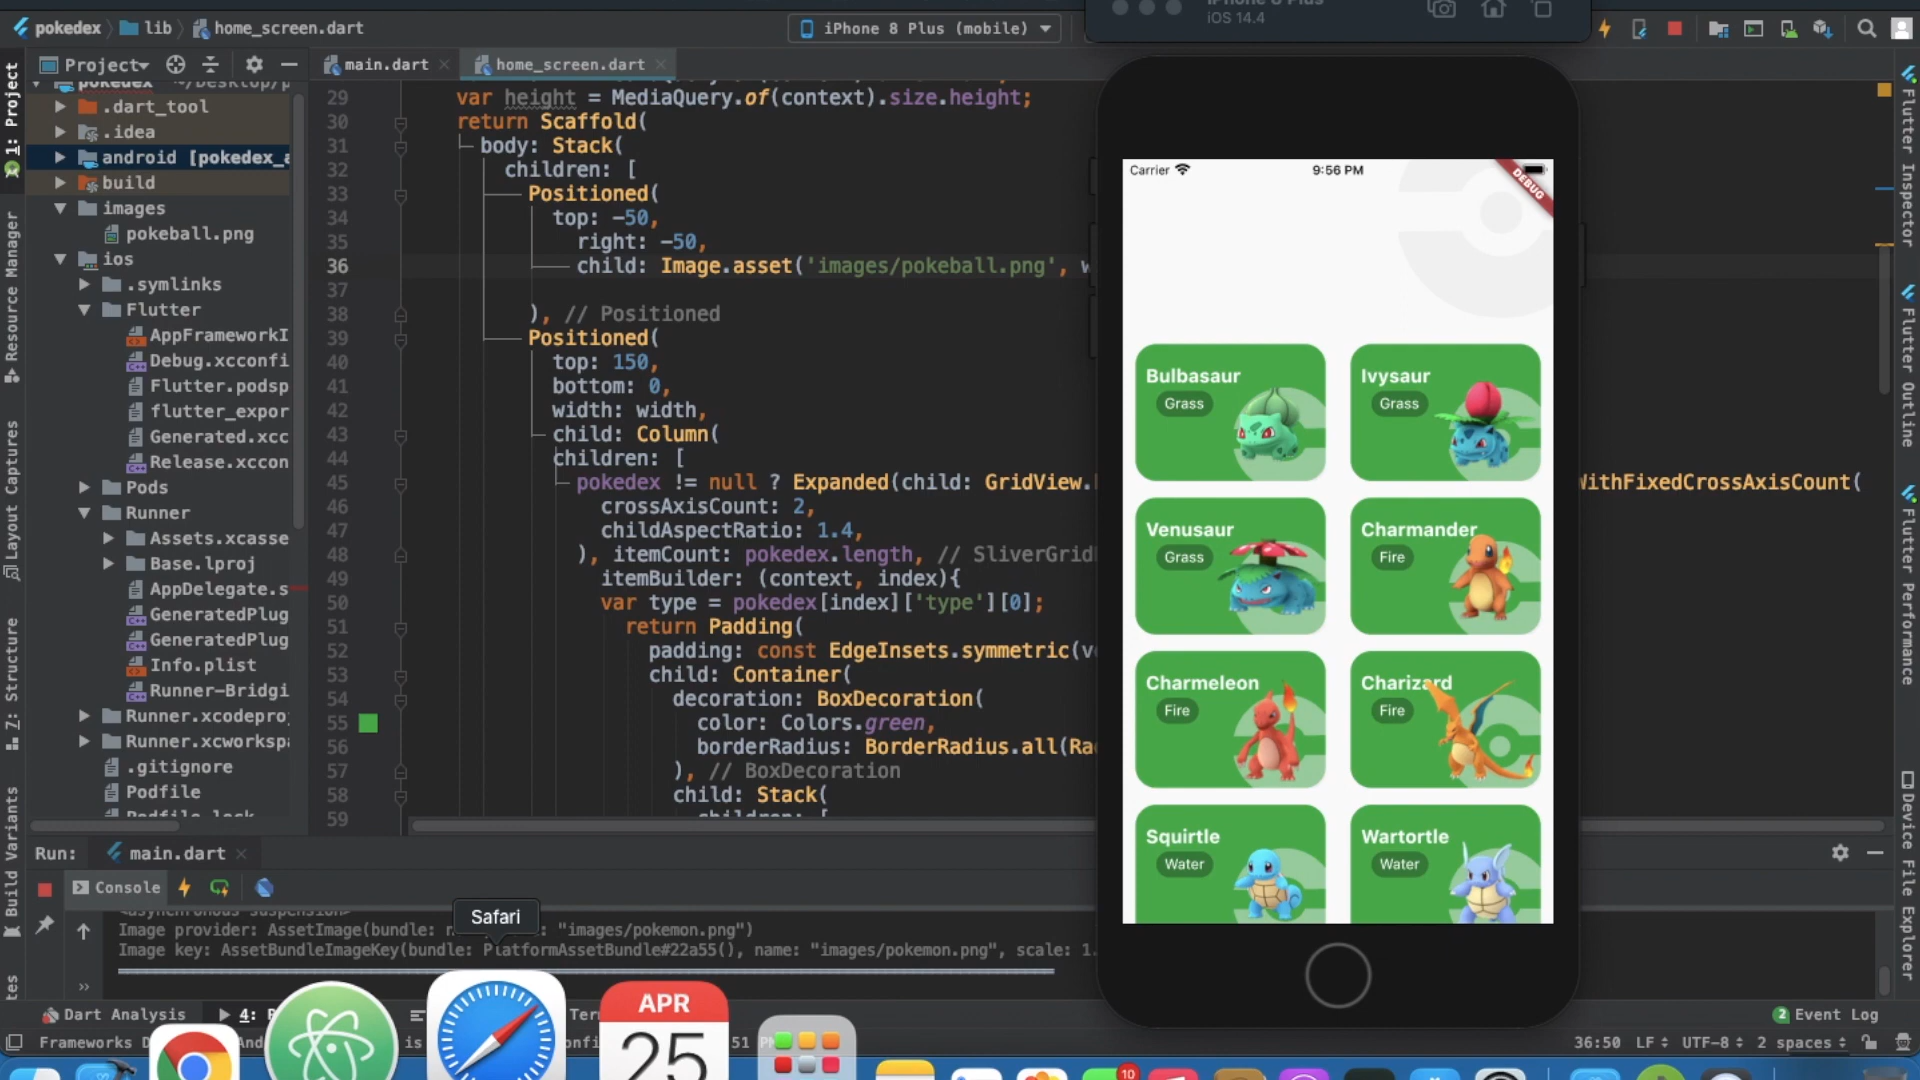 pokedex
lib
home_screen.dart
iPhone 8 Plus (mobile)
iOS 14.4
Project
main.dart
home_screen.dart
1: Project
Resource Manager
Layout Captures
7: Structure
Build Variants
.dart_tool
.idea
android [pokedex_a
build
images
pokeball.png
ios
.symlinks
Flutter
AppFrameworkI
Debug.xcconfi
Flutter.podsp
flutter_expor
Generated.xcc
Release.xccon
Pods
Runner
Assets.xcasse
Base.lproj
AppDelegate.s
GeneratedPlug
GeneratedPlug
Info.plist
Runner-Bridgi
Runner.xcodeproj
Runner.xcworkspa
.gitignore
Podfile
29 var height = MediaQuery.of(context).size.height;
30 return Scaffold(
31 body: Stack(
32 children: [
33 Positioned(
34 top: -50,
35 right: -50,
36 child: Image.asset('images/pokeball.png', w
37
38 ), // Positioned
39 Positioned(
40 top: 150,
41 bottom: 0,
42 width: width,
43 child: Column(
44 children: [
45 pokedex != null ? Expanded(child: GridView. WithFixedCrossAxisCount(
46 crossAxisCount: 2,
47 childAspectRatio: 1.4,
48 ), itemCount: pokedex.length, // SliverGrid
49 itemBuilder: (context, index){
50 var type = pokedex[index]['type'][0];
51 return Padding(
52 padding: const EdgeInsets.symmetric(ve
53 child: Container(
54 decoration: BoxDecoration(
55 color: Colors.green,
56 borderRadius: BorderRadius.all(Ra
57 ), // BoxDecoration
58 child: Stack(
59 children: [
Carrier
9:56 PM
DEBUG
Bulbasaur
Grass
Ivysaur
Grass
Venusaur
Grass
Charmander
Fire
Charmeleon
Fire
Charizard
Fire
Squirtle
Water
Wartortle
Water
Flutter Inspector
Flutter Outline
Flutter Performance
Device File Explorer
Run:
main.dart
Console
Safari
<asynchronous suspension>
Image provider: AssetImage(bundle: "images/pokemon.png")
Image key: AssetBundleImageKey(bundle: PlatformAssetBundle#22a55(), name: "images/pokemon.png", scale: 1.
Dart Analysis
4:
Event Log
2
Frameworks
36:50
LF
UTF-8
2 spaces
APR
25
10